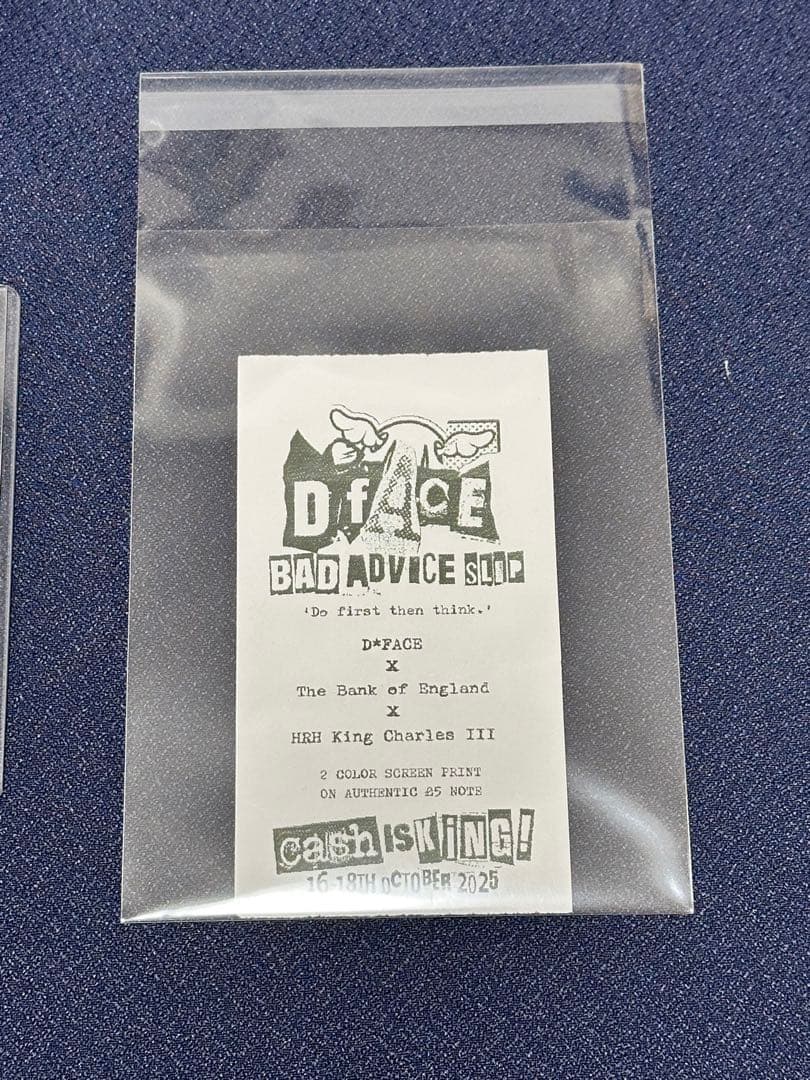 DfACE
BAD ADVICE SLIP
'Do first then think.'
D*FACE
X
The Bank of England
X
HRH King Charles III
2 COLOR SCREEN PRINT
ON AUTHENTIC £5 NOTE
cash IS KiNG!
16-18TH OCTOBER 2025